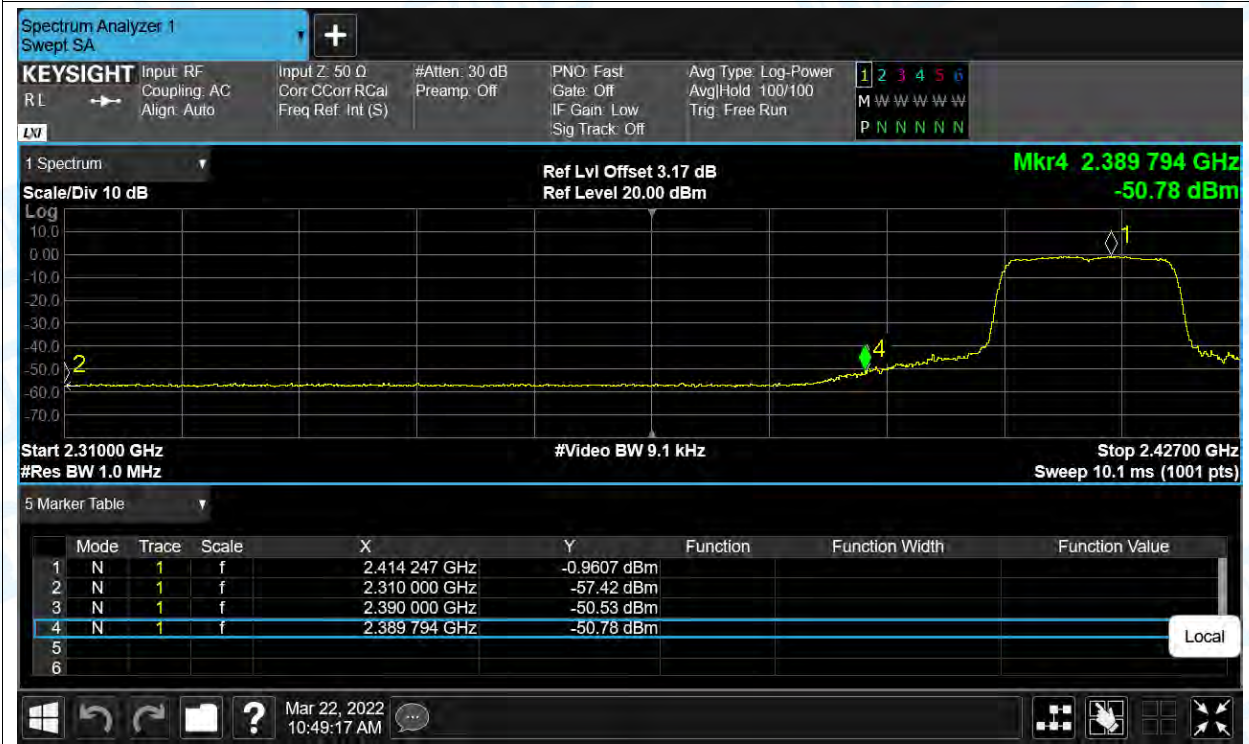 Spectrum Analyzer 1
Swept SA
+
KEYSIGHT Input: RF Input Z: 50 Ω #Atten: 30 dB PNO: Fast Avg Type: Log-Power 1 2 3 4 5 6
RL Coupling: AC Corr CCorr RCal Preamp: Off Gate: Off Avg|Hold: 100/100 M W W W W W W
Align: Auto Freq Ref: Int (S) IF Gain: Low Trig: Free Run P N N N N N N
LXI Sig Track: Off
1 Spectrum Mkr4 2.389 794 GHz
Ref Lvl Offset 3.17 dB
Scale/Div 10 dB Ref Level 20.00 dBm -50.78 dBm
Log
10.0 1
0.00
-10.0
-20.0
-30.0
-40.0 4
-50.0 2
-60.0
-70.0
Start 2.31000 GHz #Video BW 9.1 kHz Stop 2.42700 GHz
#Res BW 1.0 MHz Sweep 10.1 ms (1001 pts)
5 Marker Table
Mode Trace Scale X Y Function Function Width Function Value
1 N 1 f 2.414 247 GHz -0.9607 dBm
2 N 1 f 2.310 000 GHz -57.42 dBm
3 N 1 f 2.390 000 GHz -50.53 dBm
4 N 1 f 2.389 794 GHz -50.78 dBm
5
6
Local
? Mar 22, 2022
10:49:17 AM